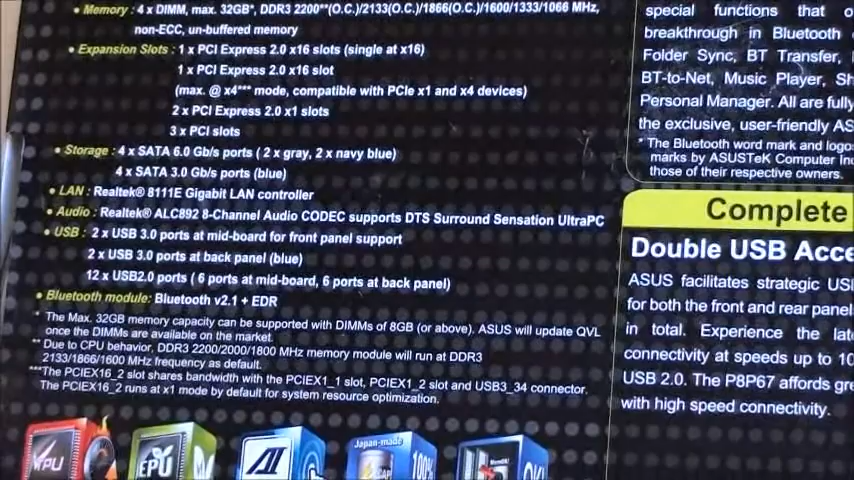 • Memory: 4 x DIMM, max. 32GB*, DDR3 2200**(O.C.)/2133(O.C.)/1866(O.C.)/1600/1333/1066 MHz,
non-ECC, un-buffered memory
• Expansion Slots: 1 x PCI Express 2.0 x16 slots (single at x16)
1 x PCI Express 2.0 x16 slot
(max. @ x4*** mode, compatible with PCIe x1 and x4 devices)
2 x PCI Express 2.0 x1 slots
3 x PCI slots
• Storage: 4 x SATA 6.0 Gb/s ports ( 2 x gray, 2 x navy blue)
4 x SATA 3.0 Gb/s ports (blue)
• LAN: Realtek® 8111E Gigabit LAN controller
• Audio: Realtek® ALC892 8-Channel Audio CODEC supports DTS Surround Sensation UltraPC
• USB: 2 x USB 3.0 ports at mid-board for front panel support
2 x USB 3.0 ports at back panel (blue)
12 x USB2.0 ports ( 6 ports at mid-board, 6 ports at back panel)
• Bluetooth module: Bluetooth v2.1 + EDR
* The Max. 32GB memory capacity can be supported with DIMMs of 8GB (or above). ASUS will update QVL
once the DIMMs are available on the market.
** Due to CPU behavior, DDR3 2200/2000/1800 MHz memory module will run at DDR3
2133/1866/1600 MHz frequency as default.
***The PCIEX16_2 slot shares bandwidth with the PCIEX1_1 slot, PCIEX1_2 slot and USB3_34 connector.
The PCIEX16_2 runs at x1 mode by default for system resource optimization.
special functions that
breakthrough in Bluetooth
Folder Sync, BT Transfer,
BT-to-Net, Music Player,
Personal Manager. All are fully
the exclusive, user-friendly
* The Bluetooth word mark and logos
marks by ASUSTeK Computer
those of their respective owners.
Complete
Double USB
ASUS facilitates strategic
for both the front and rear
in total. Experience the
connectivity at speeds up to
USB 2.0. The P8P67 affords
with high speed connectivity.
EPU
Japan-made
100%